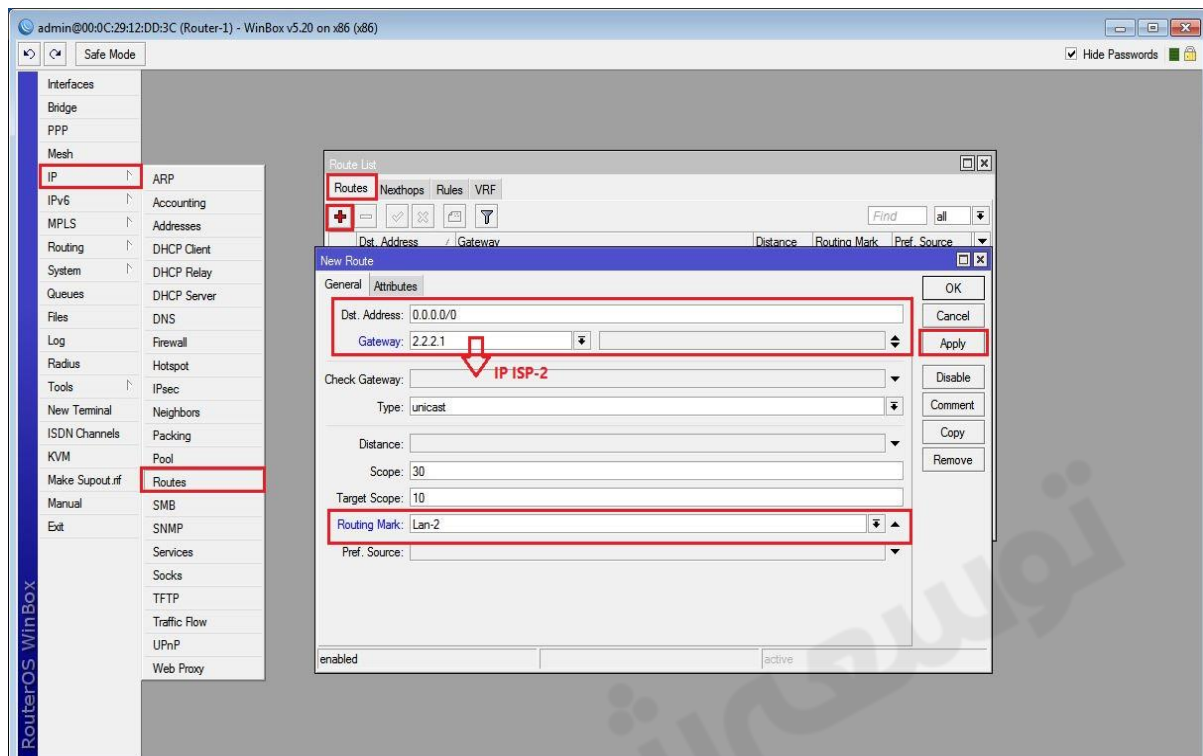 admin@00:0C:29:12:DD:3C (Router-1) - WinBox v5.20 on x86 (x86)
Safe Mode
Hide Passwords
Interfaces
Bridge
PPP
Mesh
IP
IPv6
MPLS
Routing
System
Queues
Files
Log
Radius
Tools
New Terminal
ISDN Channels
KVM
Make Supout.rif
Manual
Exit
RouterOS WinBox
ARP
Accounting
Addresses
DHCP Client
DHCP Relay
DHCP Server
DNS
Firewall
Hotspot
IPsec
Neighbors
Packing
Pool
Routes
SMB
SNMP
Services
Socks
TFTP
Traffic Flow
UPnP
Web Proxy
Route List
Routes Nexthops Rules VRF
Find all
Dst. Address / Gateway Distance Routing Mark Pref. Source
New Route
General Attributes
Dst. Address: 0.0.0.0/0
Gateway: 2.2.2.1
IP ISP-2
Check Gateway:
Type: unicast
Distance:
Scope: 30
Target Scope: 10
Routing Mark: Lan-2
Pref. Source:
OK
Cancel
Apply
Disable
Comment
Copy
Remove
enabled active